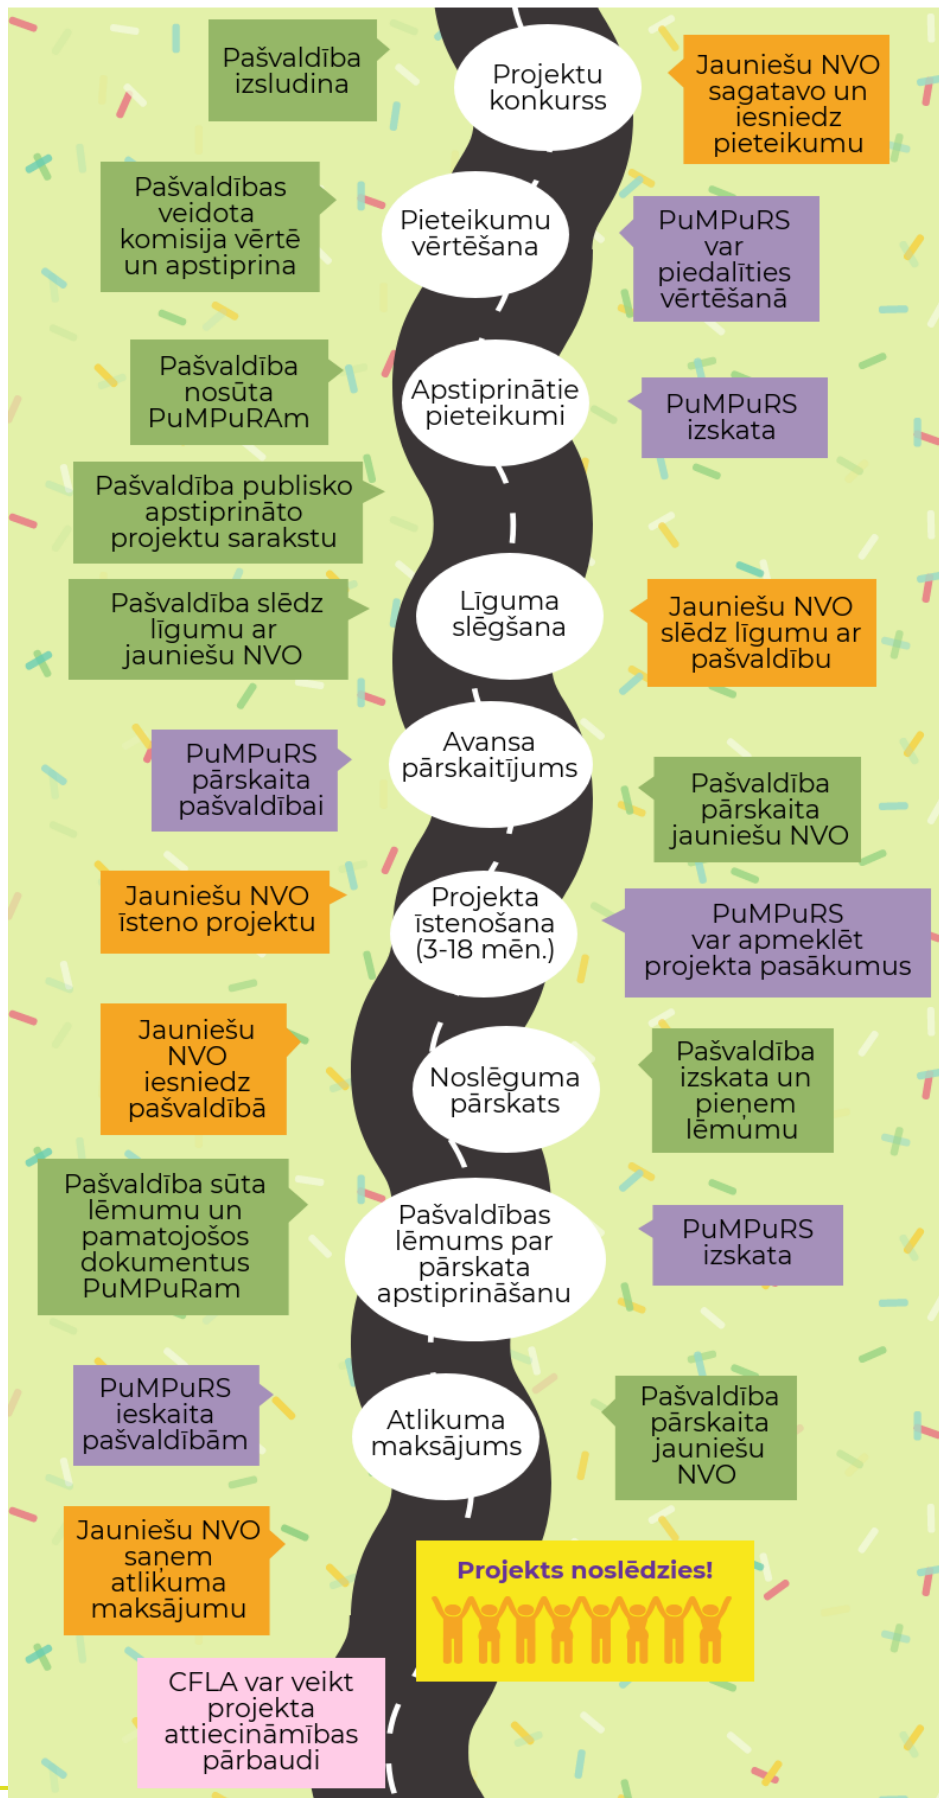 Pašvaldība
izsludina
Projektu
konkurss
Jauniešu NVO
sagatavo un
iesniedz
pieteikumu
Pašvaldības
veidota
komisija vērtē
un apstiprina
Pieteikumu
vērtēšana
PuMPuRS
var
piedalīties
vērtēšanā
Pašvaldība
nosūta
PuMPuRAm
Apstiprinātie
pieteikumi
PuMPuRS
izskata
Pašvaldība publisko
apstiprināto
projektu sarakstu
Pašvaldība slēdz
līgumu ar
jauniešu NVO
Līguma
slēgšana
Jauniešu NVO
slēdz līgumu ar
pašvaldību
PuMPuRS
pārskaita
pašvaldībai
Avansa
pārskaitījums
Pašvaldība
pārskaita
jauniešu NVO
Jauniešu NVO
īsteno projektu
Projekta
īstenošana
(3-18 mēn.)
PuMPuRS
var apmeklēt
projekta pasākumus
Jauniešu
NVO
iesniedz
pašvaldībā
Noslēguma
pārskats
Pašvaldība
izskata un
pieņem
lēmumu
Pašvaldība sūta
lēmumu un
pamatojošos
dokumentus
PuMPuRam
Pašvaldības
lēmums par
pārskata
apstiprināšanu
PuMPuRS
izskata
PuMPuRS
ieskaita
pašvaldībām
Atlikuma
maksājums
Pašvaldība
pārskaita
jauniešu
NVO
Jauniešu NVO
saņem
atlikuma
maksājumu
Projekts noslēdzies!
CFLA var veikt
projekta
attiecināmības
pārbaudi